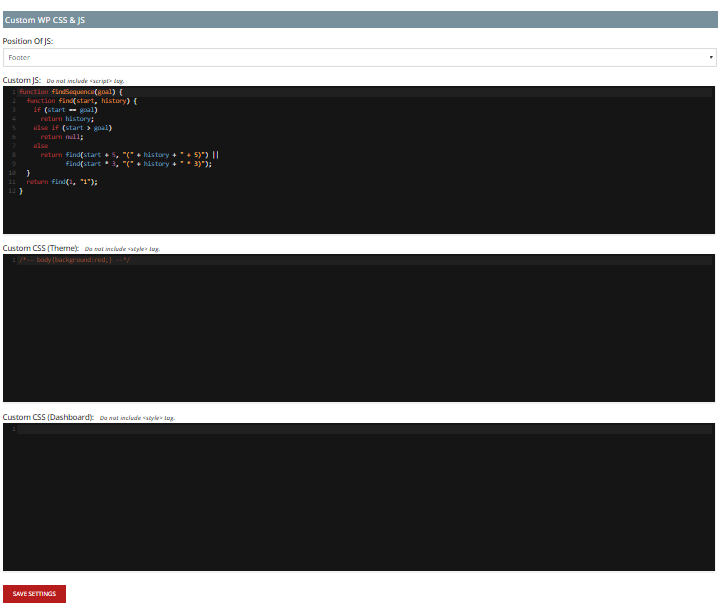 Custom WP CSS & JS
Position Of JS:
Footer
Custom JS: Do not include <script> tag.
1 function findSequence(goal) {
2 function find(start, history) {
3 if (start == goal)
4 return history;
5 else if (start > goal)
6 return null;
7 else
8 return find(start + 5, "(" + history + " + 5)") ||
9 find(start * 3, "(" + history + " * 3)");
10 }
11 return find(1, "1");
12 }
Custom CSS (Theme): Do not include <style> tag.
1 /*-- body{background:red;} --*/
Custom CSS (Dashboard): Do not include <style> tag.
1
SAVE SETTINGS